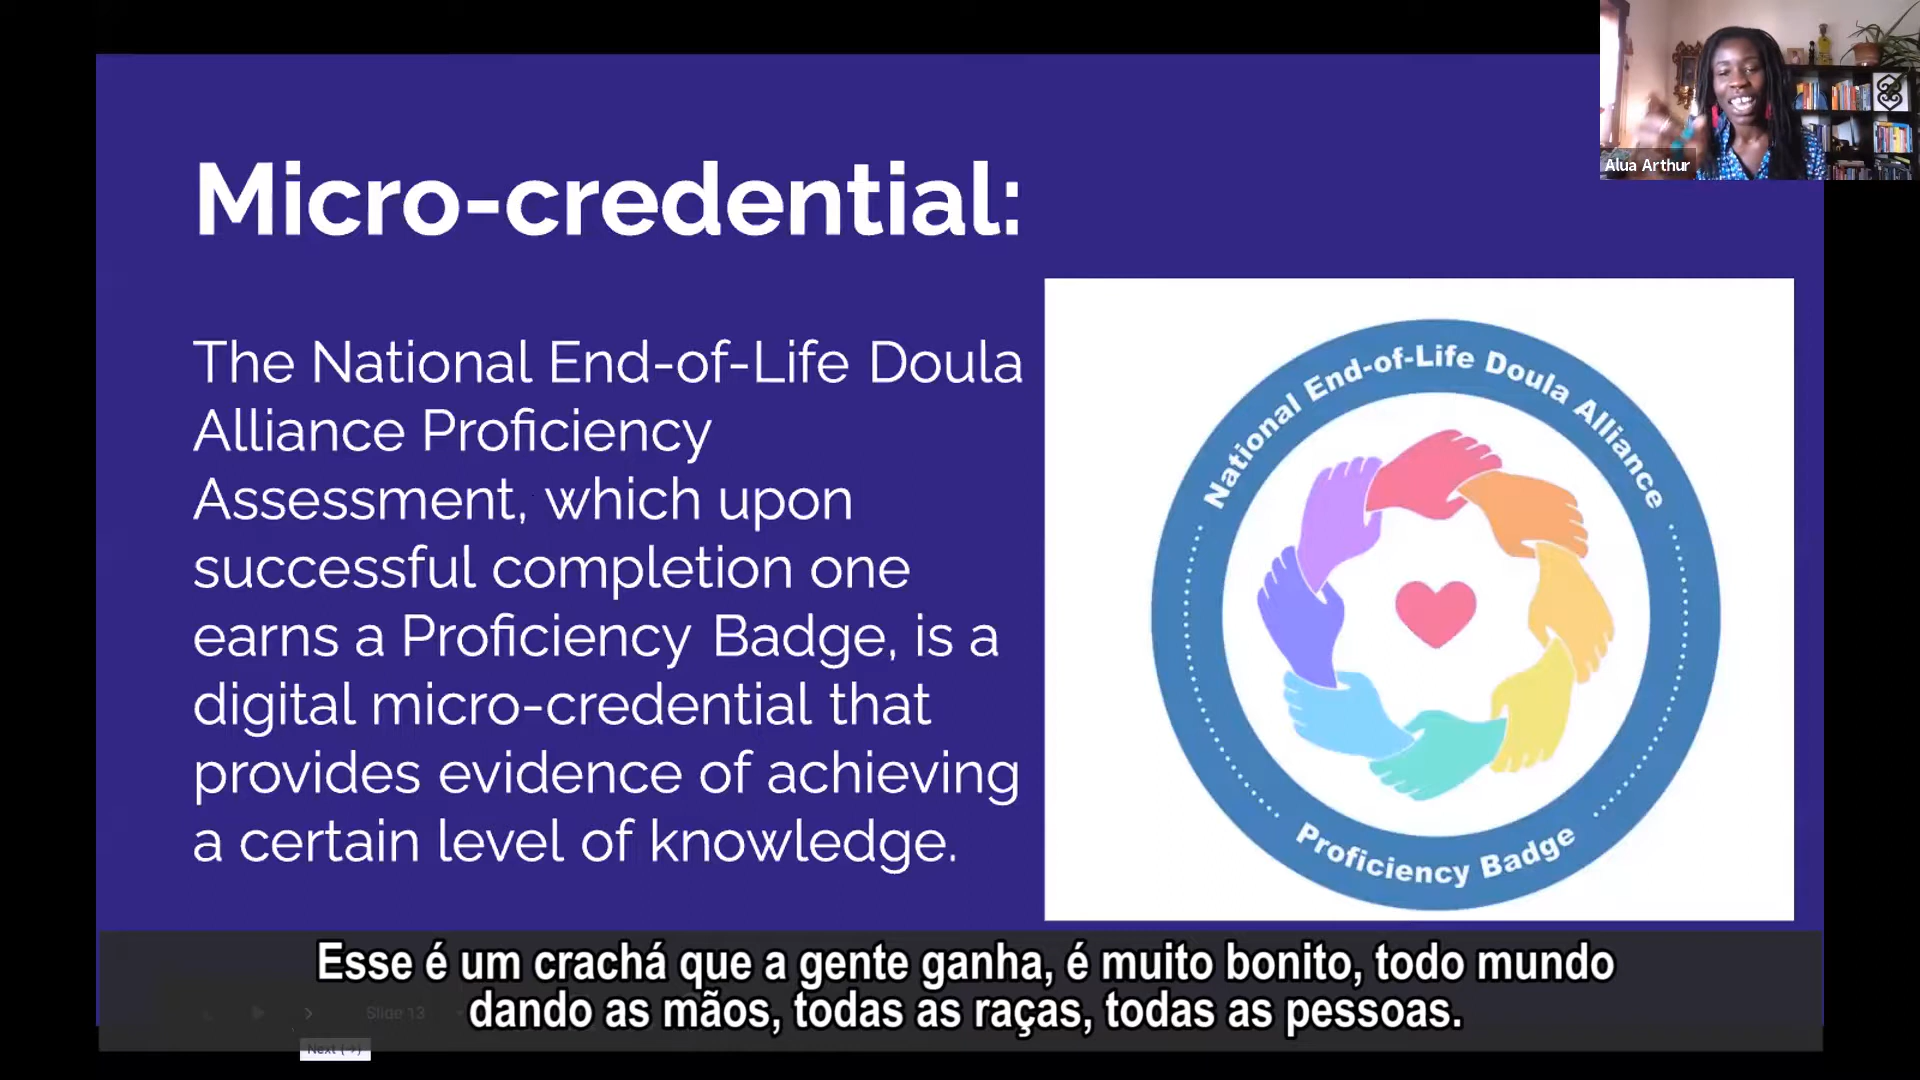 Alua Arthur
Micro-credential:
The National End-of-Life Doula
Alliance Proficiency
Assessment, which upon
successful completion one
earns a Proficiency Badge, is a
digital micro-credential that
provides evidence of achieving
a certain level of knowledge.
National End-of-Life Doula Alliance
Proficiency Badge
Esse é um crachá que a gente ganha, é muito bonito, todo mundo
dando as mãos, todas as raças, todas as pessoas.
Slide 13
Next (→)